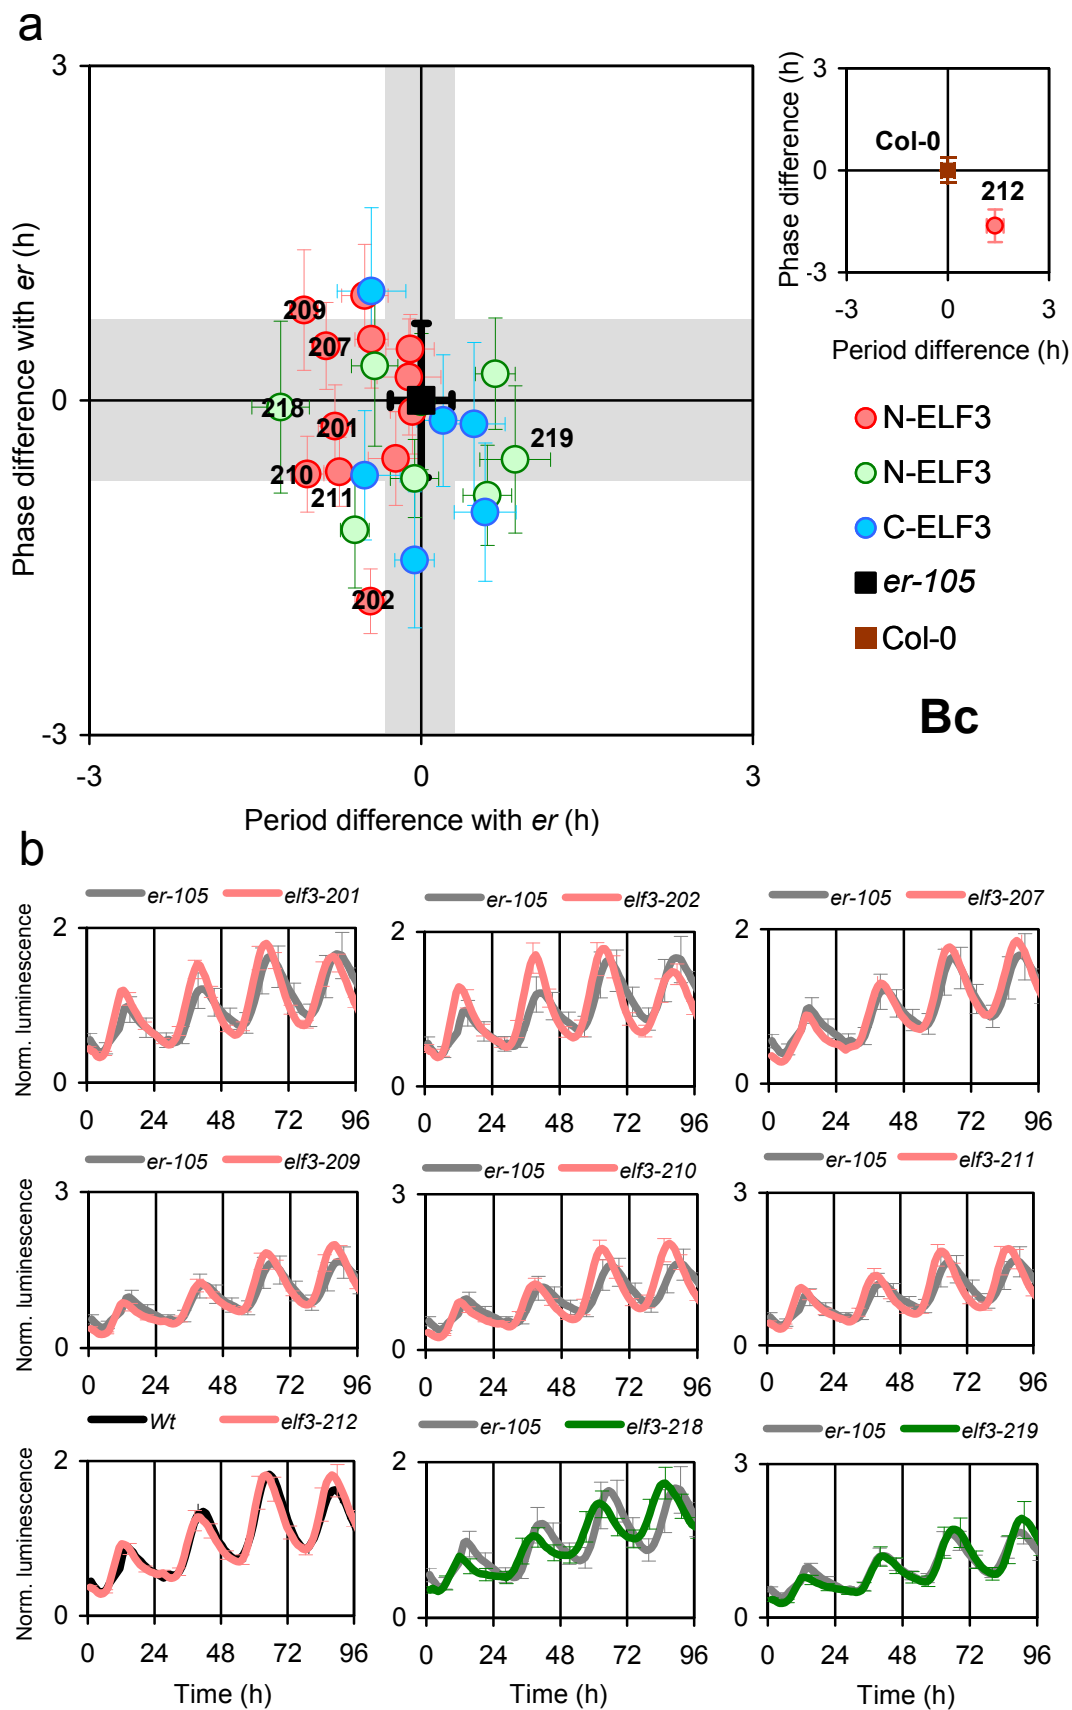 a
3
0
-3
-3
0
3
Phase difference with er (h)
Period difference with er (h)
209
207
218
201
210
211
202
219
3
0
-3
-3
0
3
Phase difference (h)
Period difference (h)
Col-0
212
N-ELF3
N-ELF3
C-ELF3
er-105
Col-0
Bc
b
er-105 elf3-201
er-105 elf3-202
er-105 elf3-207
Norm. luminescence
2
0
0 24 48 72 96
2
0
0 24 48 72 96
2
0
0 24 48 72 96
er-105 elf3-209
er-105 elf3-210
er-105 elf3-211
Norm. luminescence
3
0
0 24 48 72 96
3
0
0 24 48 72 96
3
0
0 24 48 72 96
Wt elf3-212
er-105 elf3-218
er-105 elf3-219
Norm. luminescence
2
0
0 24 48 72 96
2
0
0 24 48 72 96
3
0
0 24 48 72 96
Time (h)
Time (h)
Time (h)